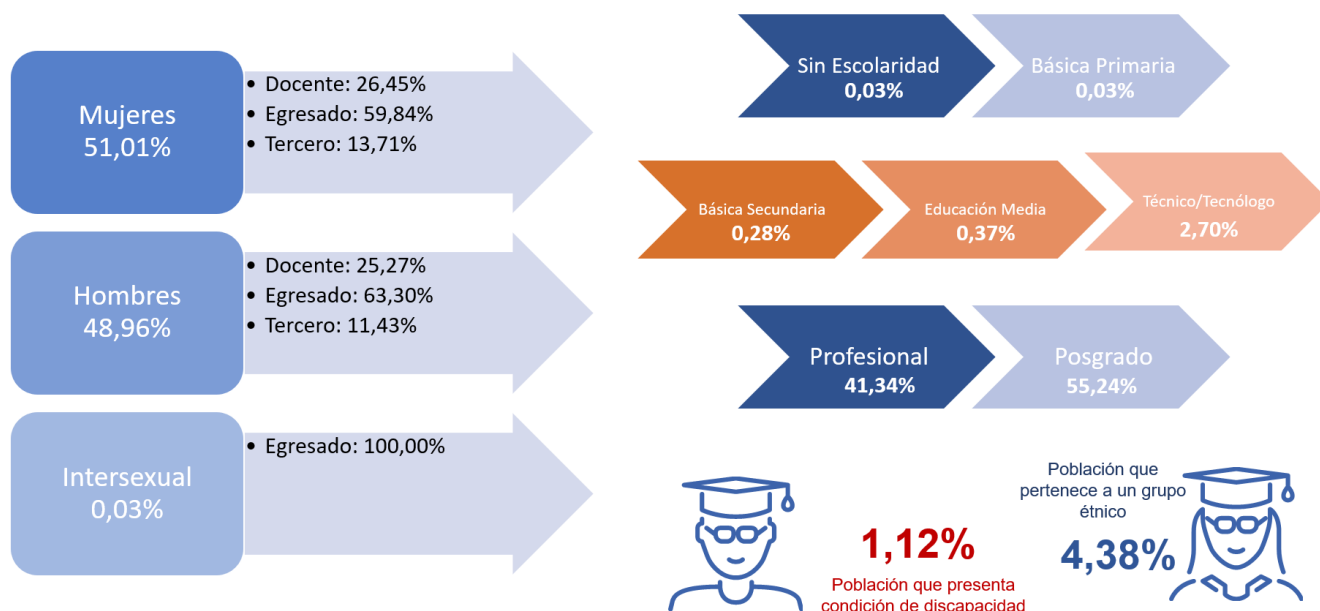 Mujeres
51,01%
• Docente: 26,45%
• Egresado: 59,84%
• Tercero: 13,71%
Hombres
48,96%
• Docente: 25,27%
• Egresado: 63,30%
• Tercero: 11,43%
Intersexual
0,03%
• Egresado: 100,00%
Sin Escolaridad
0,03%
Básica Primaria
0,03%
Básica Secundaria
0,28%
Educación Media
0,37%
Técnico/Tecnólogo
2,70%
Profesional
41,34%
Posgrado
55,24%
1,12%
Población que presenta
condición de discapacidad
Población que
pertenece a un grupo
étnico
4,38%